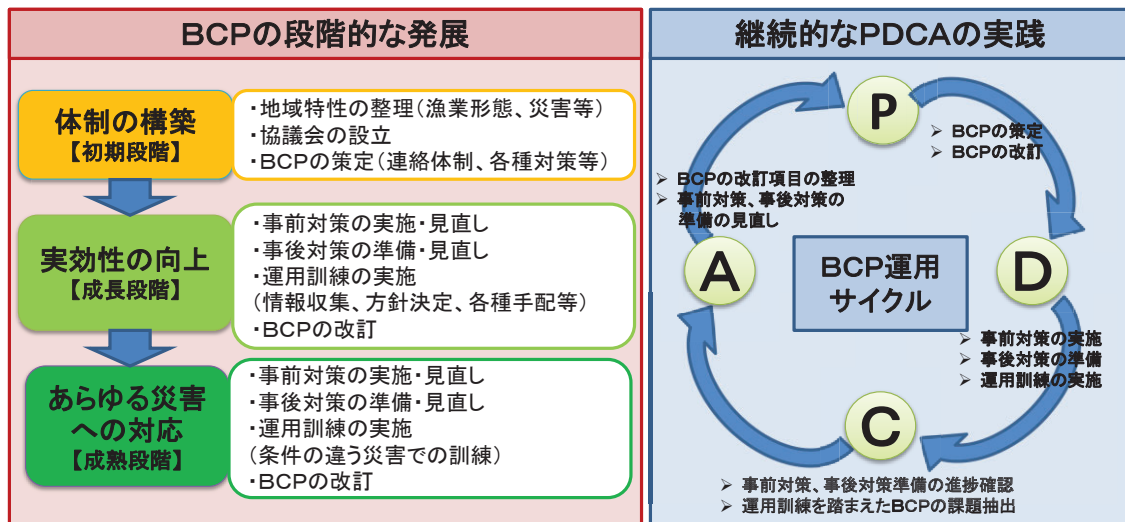 BCPの段階的な発展
体制の構築
【初期段階】
・地域特性の整理(漁業形態、災害等)
・協議会の設立
・BCPの策定(連絡体制、各種対策等)
実効性の向上
【成長段階】
・事前対策の実施・見直し
・事後対策の準備・見直し
・運用訓練の実施
(情報収集、方針決定、各種手配等)
・BCPの改訂
あらゆる災害
への対応
【成熟段階】
・事前対策の実施・見直し
・事後対策の準備・見直し
・運用訓練の実施
(条件の違う災害での訓練)
・BCPの改訂
継続的なPDCAの実践
P
➢ BCPの策定
➢ BCPの改訂
➢ BCPの改訂項目の整理
➢ 事前対策、事後対策の
準備の見直し
A
BCP運用
サイクル
D
➢ 事前対策の実施
➢ 事後対策の準備
➢ 運用訓練の実施
C
➢ 事前対策、事後対策準備の進捗確認
➢ 運用訓練を踏まえたBCPの課題抽出